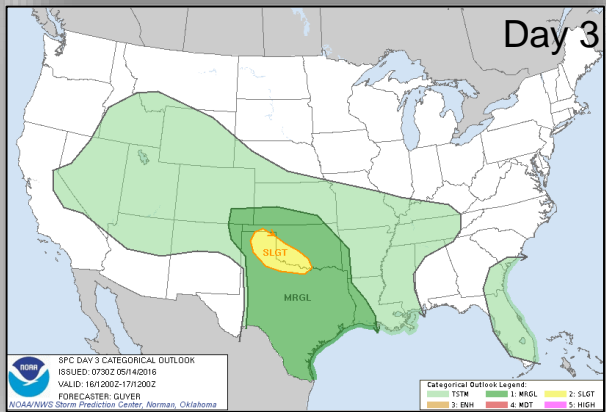 Day 3
SLGT
MRGL
NOAA
SPC DAY 3 CATEGORICAL OUTLOOK
ISSUED: 0730Z 05/14/2016
VALID: 16/1200Z-17/1200Z
FORECASTER: GUYER
NOAA/NWS Storm Prediction Center, Norman, Oklahoma
Categorical Outlook Legend:
TSTM 1: MRGL 2: SLGT
3: ENH 4: MDT 5: HIGH